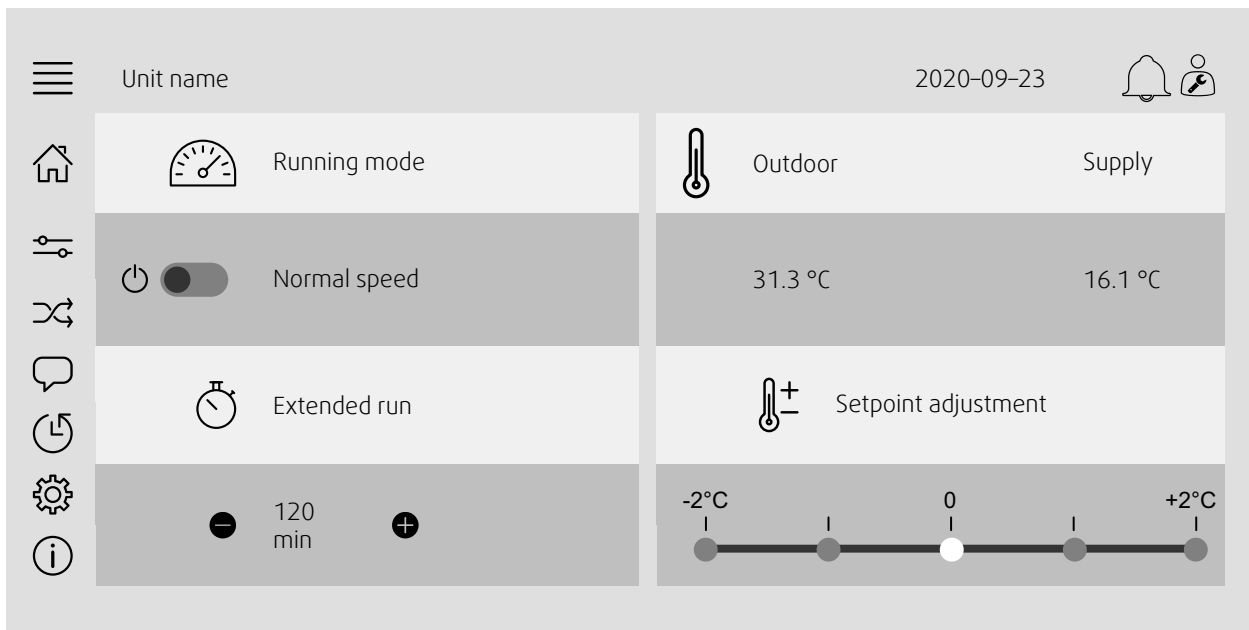 Unit name
2020-09-23
Running mode
Outdoor
Supply
Normal speed
31.3 °C
16.1 °C
Extended run
Setpoint adjustment
120
min
-2°C
0
+2°C